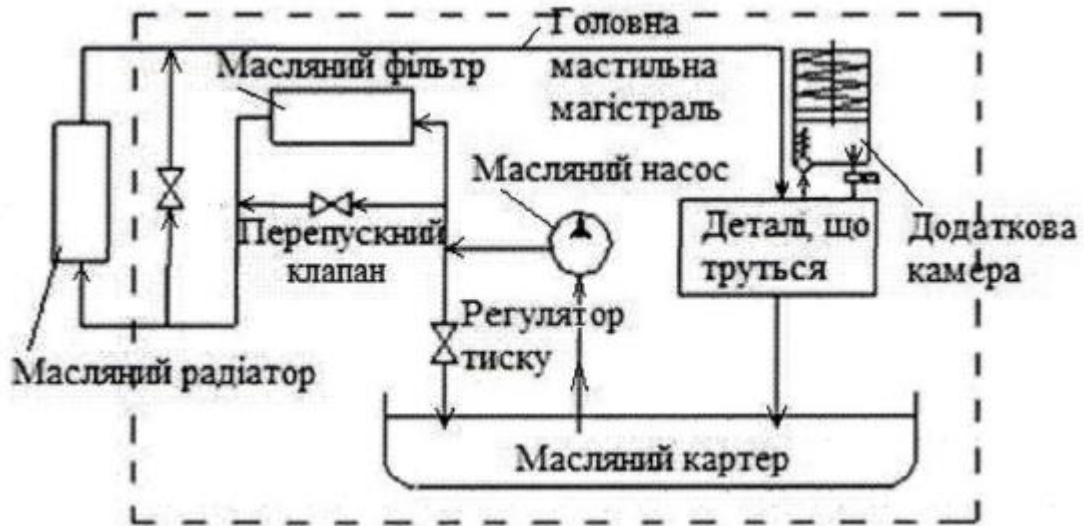 Головна
мастильна
магістраль
Масляний фільтр
Масляний насос
Перепускний
клапан
Деталі, що
труться
Додаткова
камера
Регулятор
тиску
Масляний радіатор
Масляний картер